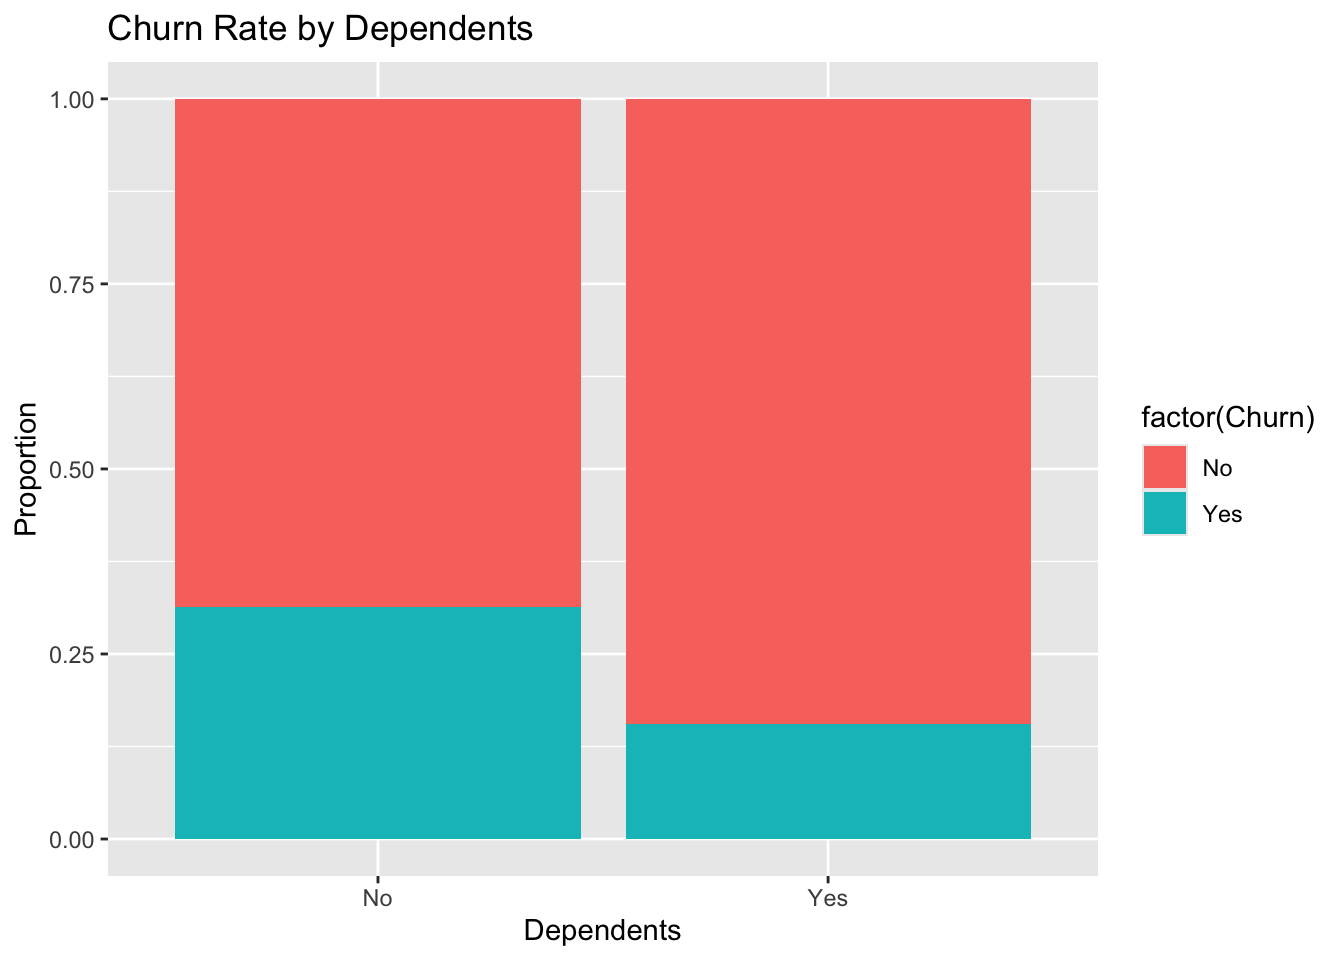 Churn Rate by Dependents
1.00
0.75
0.50
0.25
0.00
Proportion
No
Yes
Dependents
factor(Churn)
No
Yes